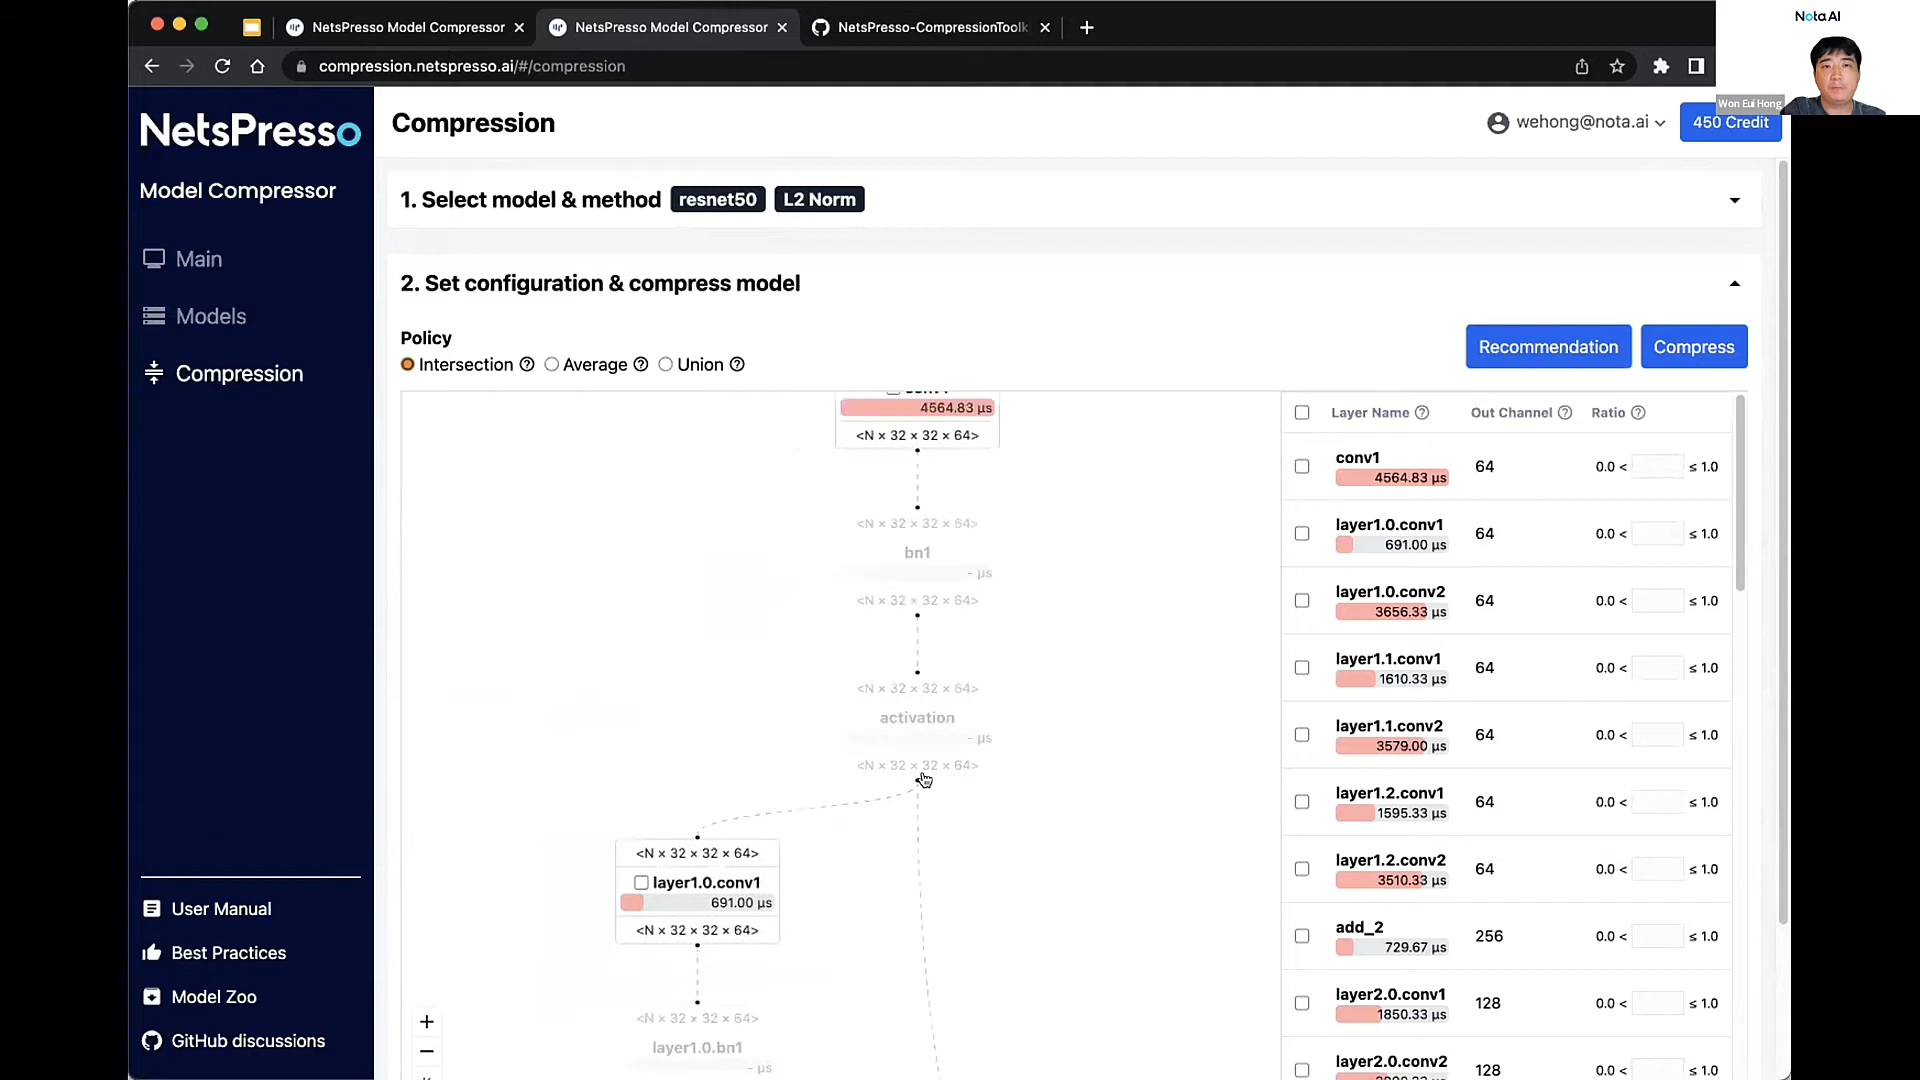 NetsPresso Model Compressor
NetsPresso Model Compressor
NetsPresso-CompressionToolk
compression.netspresso.ai/#/compression
Nota AI
Won Eui Hong
NetsPresso
Model Compressor
Main
Models
Compression
User Manual
Best Practices
Model Zoo
GitHub discussions
Compression
wehong@nota.ai
450 Credit
1. Select model & method resnet50 L2 Norm
2. Set configuration & compress model
Policy
Intersection Average Union
Recommendation
Compress
4564.83 µs
<N × 32 × 32 × 64>
<N × 32 × 32 × 64>
bn1
- µs
<N × 32 × 32 × 64>
<N × 32 × 32 × 64>
activation
- µs
<N × 32 × 32 × 64>
<N × 32 × 32 × 64>
layer1.0.conv1
691.00 µs
<N × 32 × 32 × 64>
<N × 32 × 32 × 64>
layer1.0.bn1
- µs
+
−
Layer Name Out Channel Ratio
conv1
4564.83 µs
64
0.0 < ≤ 1.0
layer1.0.conv1
691.00 µs
64
0.0 < ≤ 1.0
layer1.0.conv2
3656.33 µs
64
0.0 < ≤ 1.0
layer1.1.conv1
1610.33 µs
64
0.0 < ≤ 1.0
layer1.1.conv2
3579.00 µs
64
0.0 < ≤ 1.0
layer1.2.conv1
1595.33 µs
64
0.0 < ≤ 1.0
layer1.2.conv2
3510.33 µs
64
0.0 < ≤ 1.0
add_2
729.67 µs
256
0.0 < ≤ 1.0
layer2.0.conv1
1850.33 µs
128
0.0 < ≤ 1.0
layer2.0.conv2
128
0.0 < ≤ 1.0